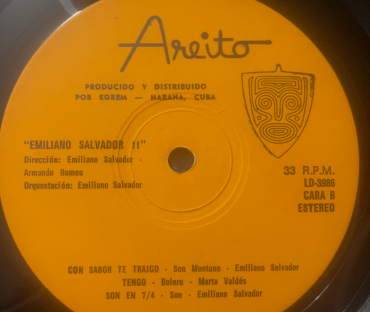 Areito
PRODUCIDO Y DISTRIBUIDO
POR EGREM — HABANA, CUBA
"EMILIANO SALVADOR II"
Dirección: Emiliano Salvador -
Armando Romeu
Orquestación: Emiliano Salvador
33 R.P.M.
LD-3986
CARA B
ESTEREO
CON SABOR TE TRAIGO - Son Montuno - Emiliano Salvador
TENGO - Bolero - Marta Valdés
SON EN 7/4 - Son - Emiliano Salvador